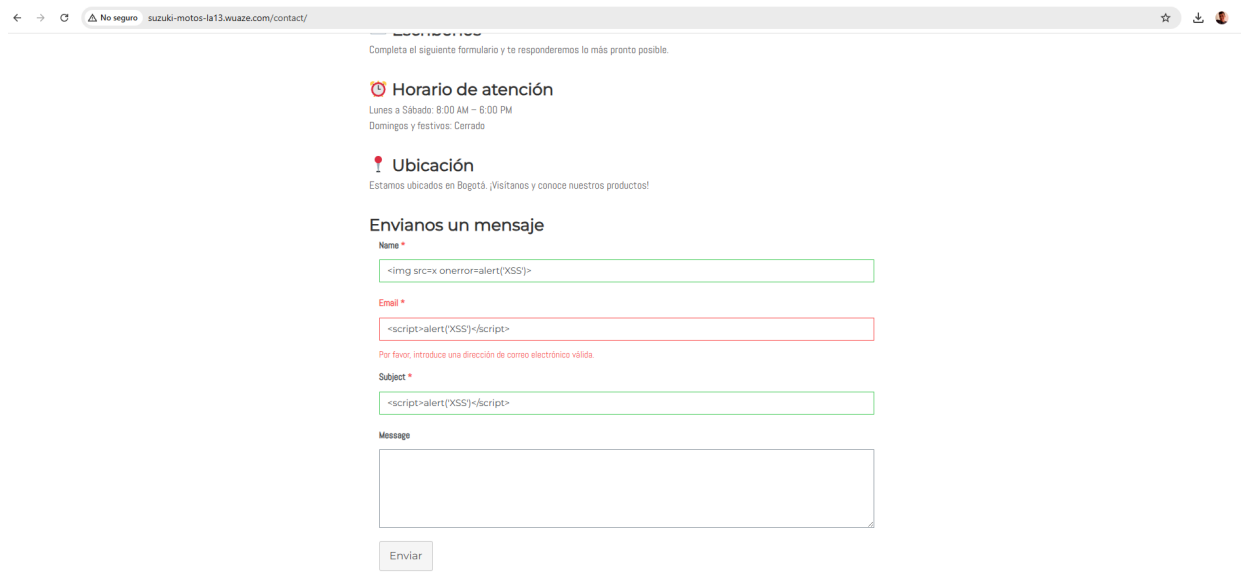 No seguro suzuki-motos-la13.wuaze.com/contact/
Escríbenos
Completa el siguiente formulario y te responderemos lo más pronto posible.
Horario de atención
Lunes a Sábado: 8:00 AM – 6:00 PM
Domingos y festivos: Cerrado
Ubicación
Estamos ubicados en Bogotá. ¡Visítanos y conoce nuestros productos!
Envianos un mensaje
Name *
<img src=x onerror=alert('XSS')>
Email *
<script>alert('XSS')</script>
Por favor, introduce una dirección de correo electrónico válida.
Subject *
<script>alert('XSS')</script>
Message
Enviar